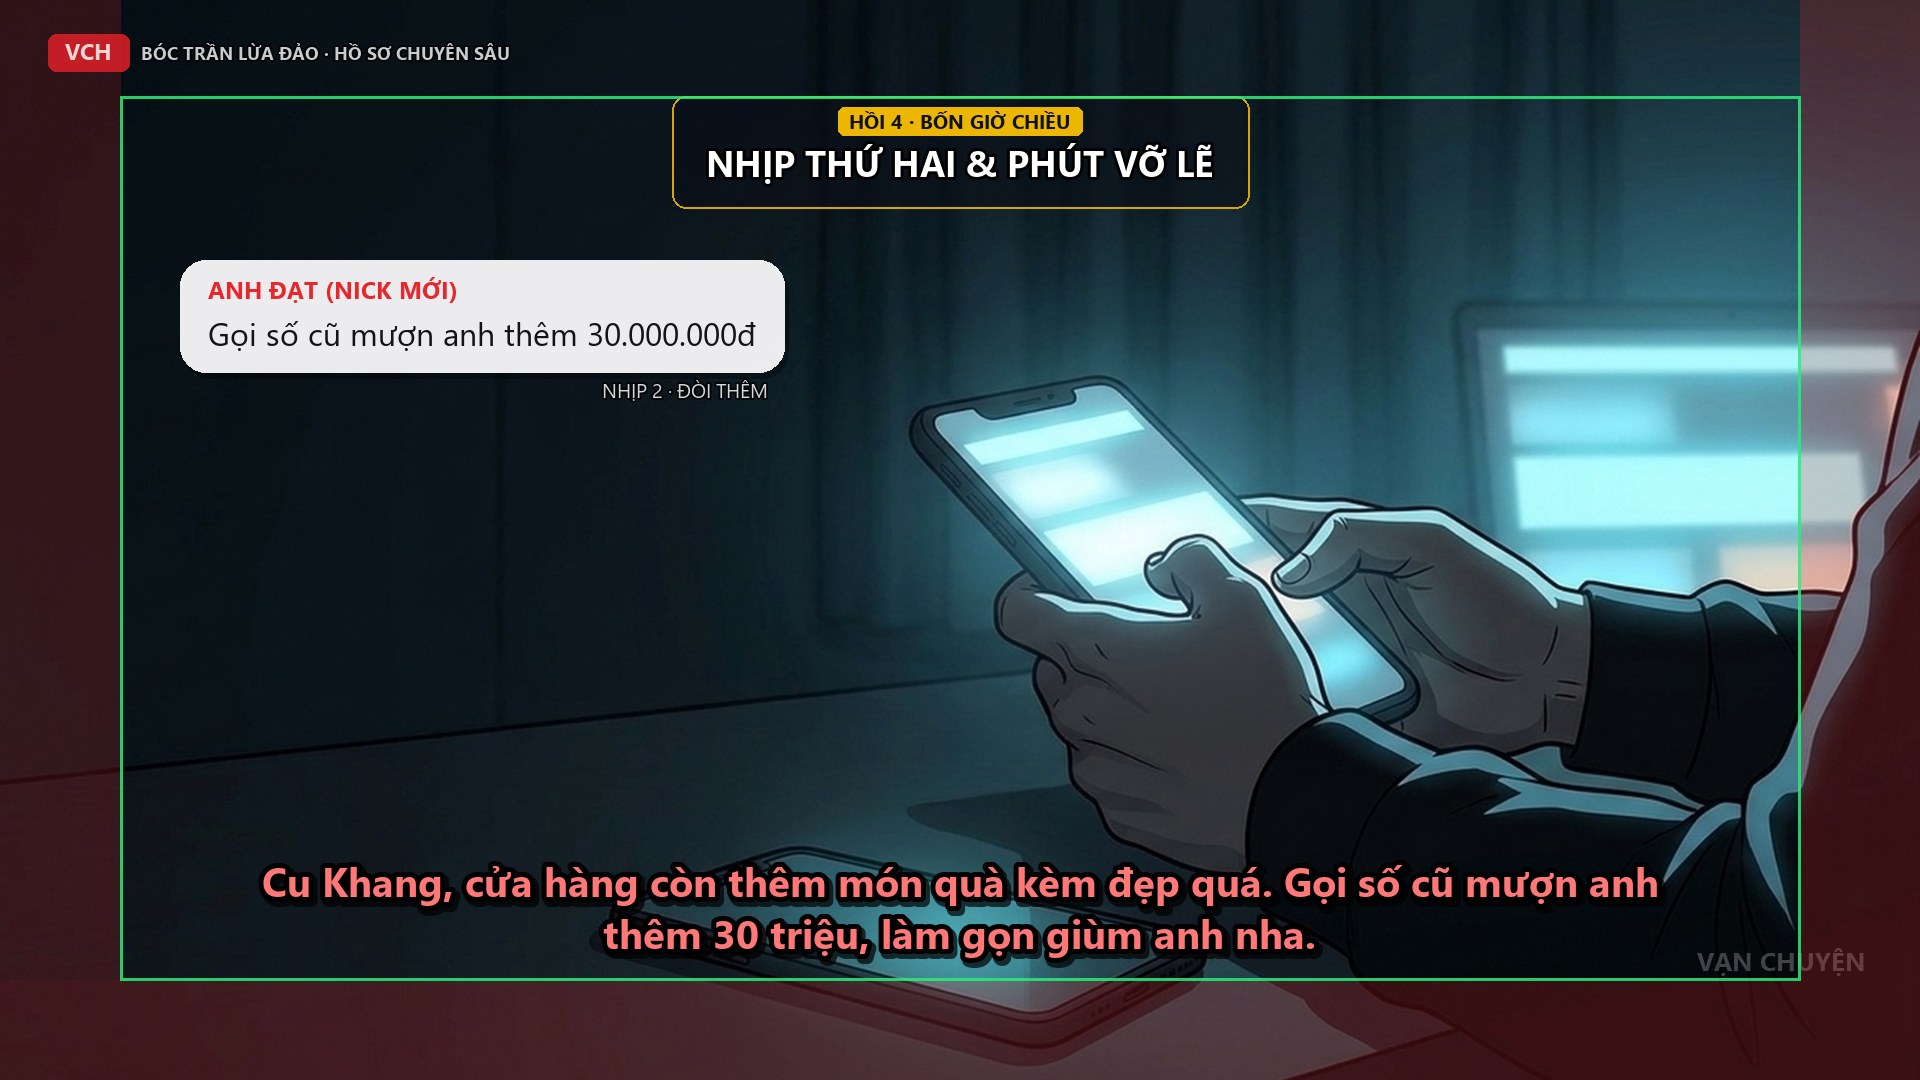 VCH BÓC TRẦN LỪA ĐẢO · HỒ SƠ CHUYÊN SÂU
HỒI 4 · BỐN GIỜ CHIỀU
NHỊP THỨ HAI & PHÚT VỠ LẼ
ANH ĐẠT (NICK MỚI)
Gọi số cũ mượn anh thêm 30.000.000đ
NHỊP 2 · ĐÒI THÊM
Cu Khang, cửa hàng còn thêm món quà kèm đẹp quá. Gọi số cũ mượn anh
thêm 30 triệu, làm gọn giùm anh nha.
VẠN CHUYỆN